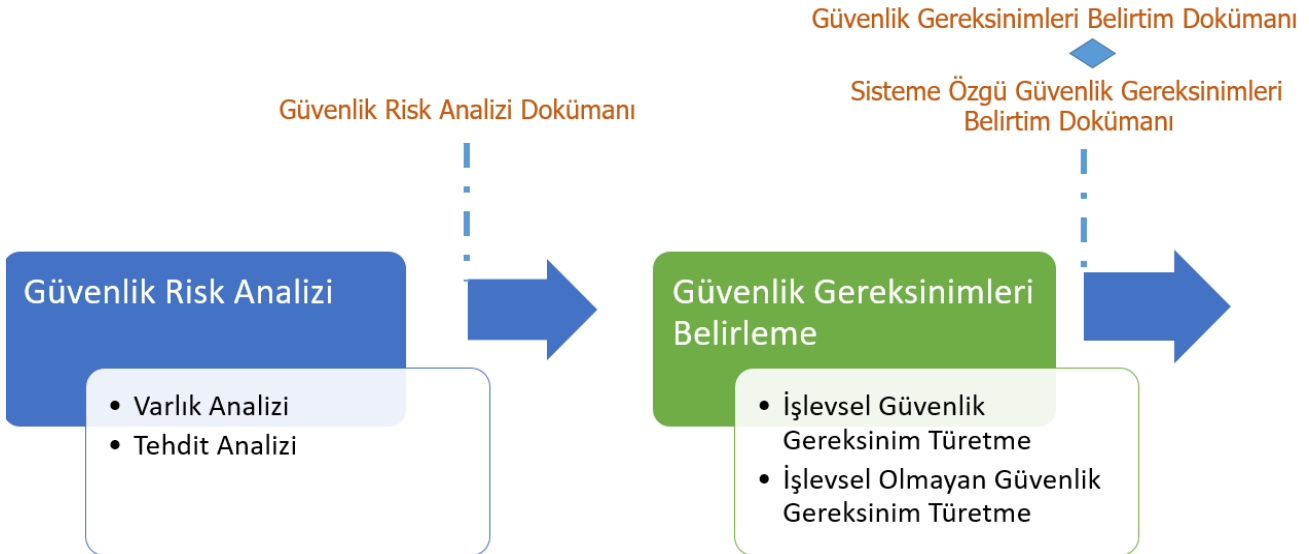 Güvenlik Gereksinimleri Belirtim Dokümanı
Sisteme Özgü Güvenlik Gereksinimleri
Belirtim Dokümanı
Güvenlik Risk Analizi Dokümanı
Güvenlik Risk Analizi
• Varlık Analizi
• Tehdit Analizi
Güvenlik Gereksinimleri
Belirleme
• İşlevsel Güvenlik
Gereksinim Türetme
• İşlevsel Olmayan Güvenlik
Gereksinim Türetme